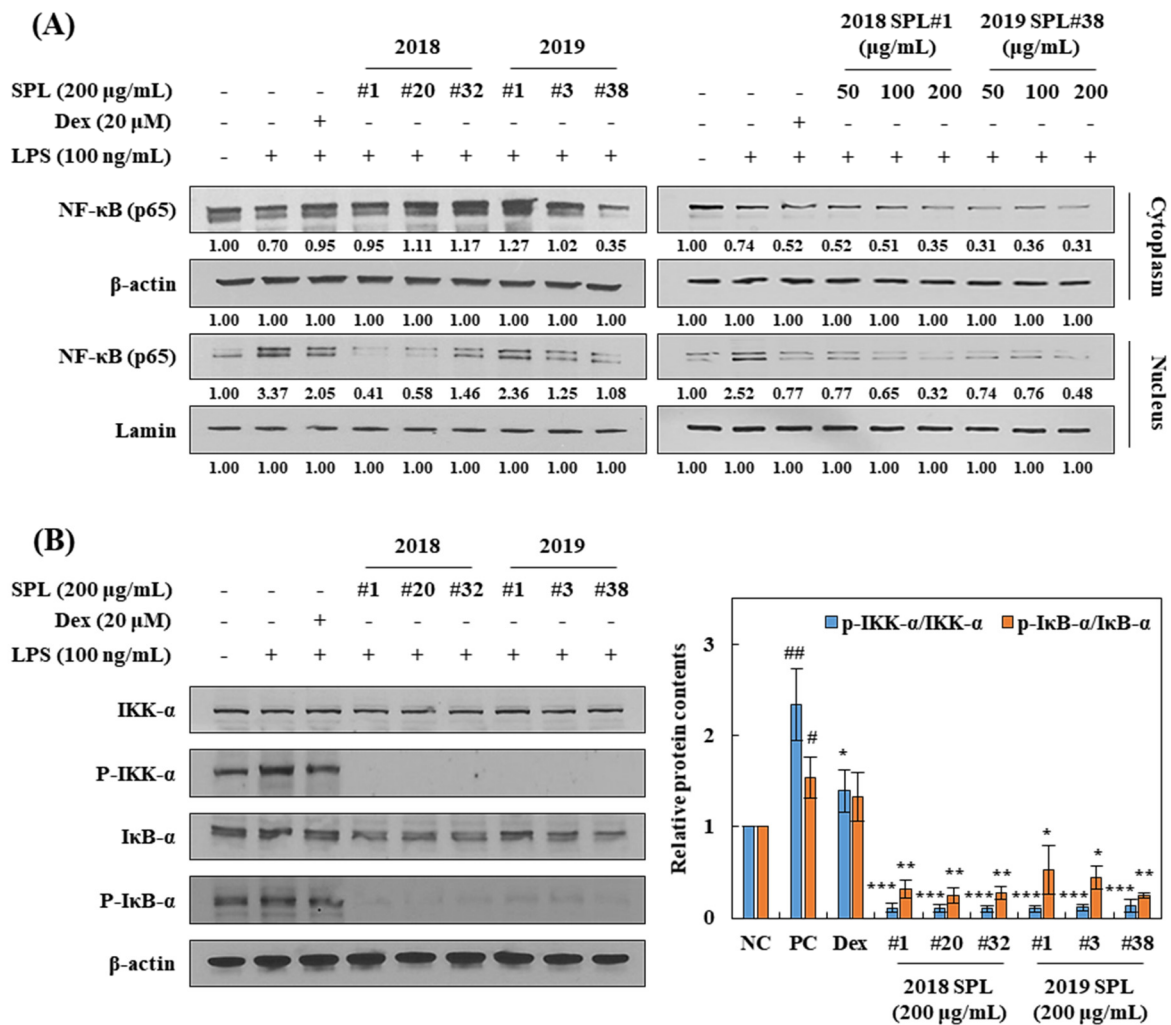 (A)
2018 2019
SPL (200 μg/mL) - - - #1 #20 #32 #1 #3 #38
Dex (20 μM) - - + - - - - - -
LPS (100 ng/mL) - + + + + + + + +
2018 SPL#1 2019 SPL#38
(μg/mL) (μg/mL)
- - - 50 100 200 50 100 200
- - + - - - - - -
- + + + + + + + +
NF-κB (p65)
1.00 0.70 0.95 0.95 1.11 1.17 1.27 1.02 0.35
1.00 0.74 0.52 0.52 0.51 0.35 0.31 0.36 0.31
β-actin
1.00 1.00 1.00 1.00 1.00 1.00 1.00 1.00 1.00
1.00 1.00 1.00 1.00 1.00 1.00 1.00 1.00 1.00
Cytoplasm
NF-κB (p65)
1.00 3.37 2.05 0.41 0.58 1.46 2.36 1.25 1.08
1.00 2.52 0.77 0.77 0.65 0.32 0.74 0.76 0.48
Lamin
1.00 1.00 1.00 1.00 1.00 1.00 1.00 1.00 1.00
1.00 1.00 1.00 1.00 1.00 1.00 1.00 1.00 1.00
Nucleus
(B)
2018 2019
SPL (200 μg/mL) - - - #1 #20 #32 #1 #3 #38
Dex (20 μM) - - + - - - - - -
LPS (100 ng/mL) - + + + + + + + +
IKK-α
P-IKK-α
IκB-α
P-IκB-α
β-actin
p-IKK-α/IKK-α p-IκB-α/IκB-α
Relative protein contents
3
2
1
0
##
#
*
*** ** *** ** *** ** *** * *** * *** **
NC PC Dex #1 #20 #32 #1 #3 #38
2018 SPL 2019 SPL
(200 μg/mL) (200 μg/mL)